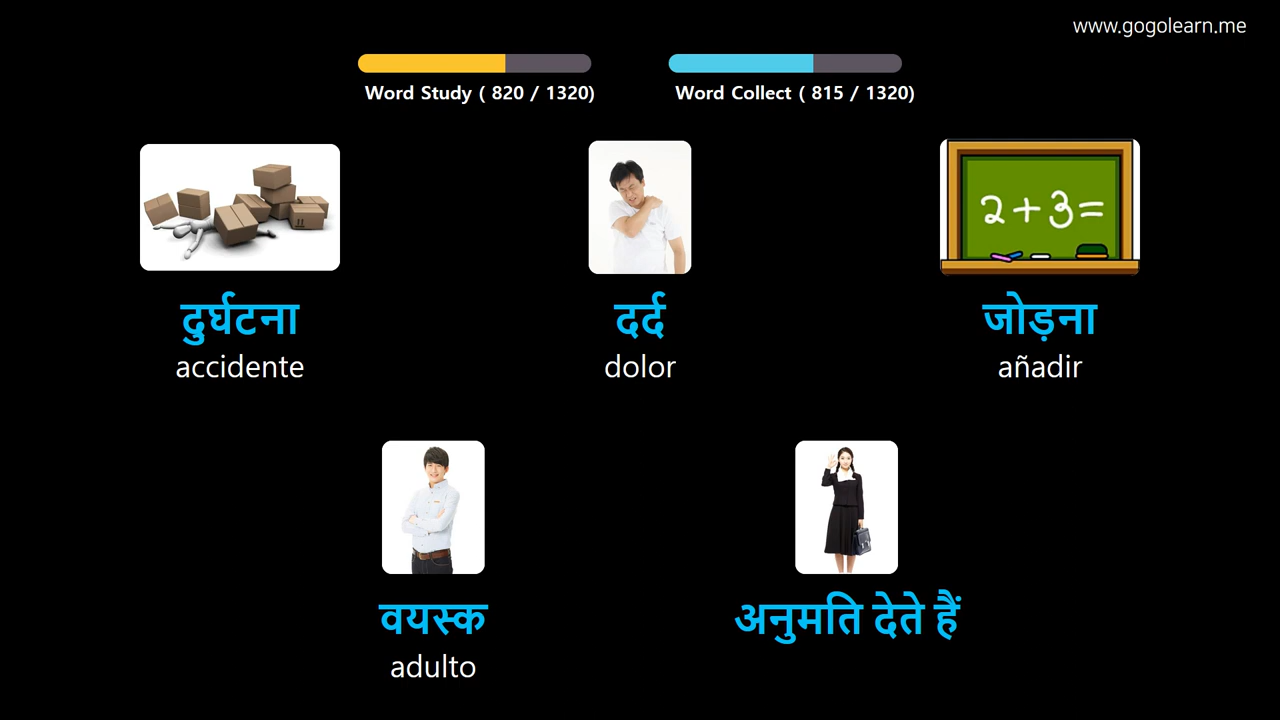 www.gogolearn.me
Word Study ( 820 / 1320)
Word Collect ( 815 / 1320)
2+3=
दुर्घटना
accidente
दर्द
dolor
जोड़ना
añadir
वयस्क
adulto
अनुमति देते हैं